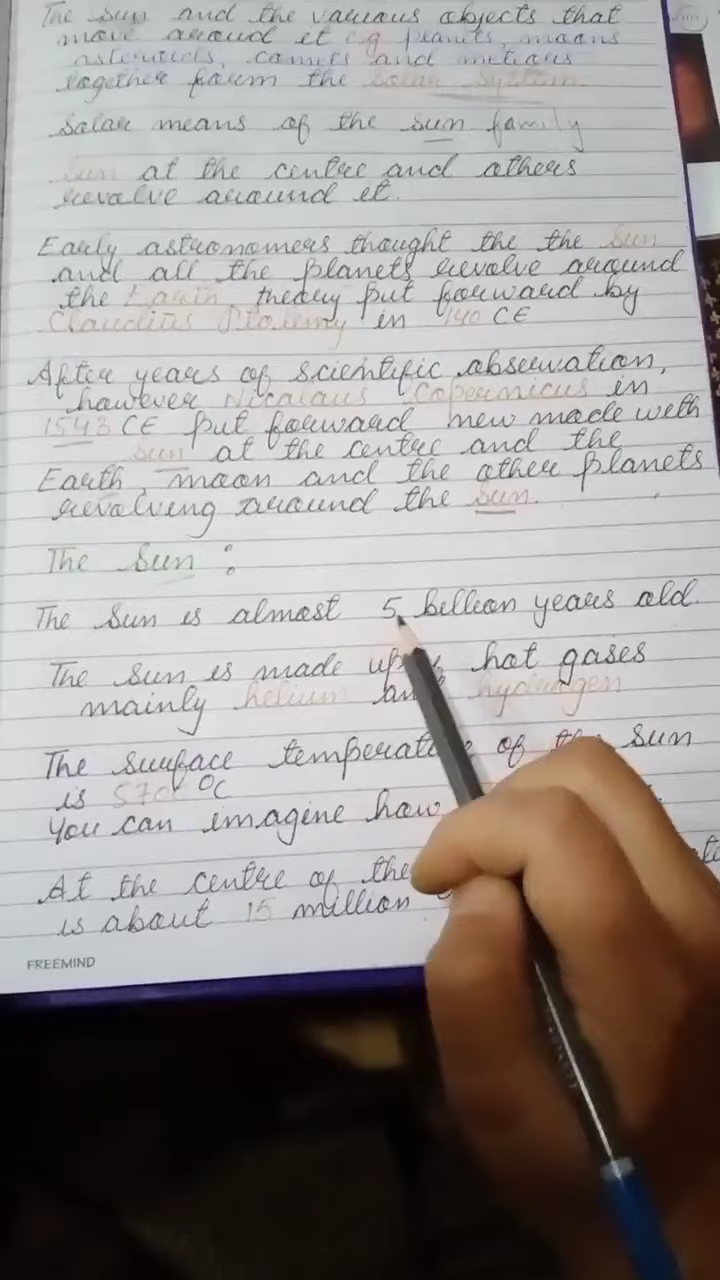 The Sun and the various objects that
move around it e.g planets, moons
asteroids, comets and meteors
together form the Solar System.
Solar means of the sun family
Sun at the centre and others
revolve around it.
Early astronomers thought the the Sun
and all the planets revolve around
the Earth, theory put forward by
Claudius Ptolemy in 140 CE
After years of scientific observation,
however Nicolaus Copernicus in
1543 CE put forward new made with
sun at the centre and the
Earth, moon and the other planets
revolving around the sun.
The Sun :
The Sun is almost 5 billion years old.
The Sun is made up hot gases
mainly helium and hydrogen
The surface temperature of the Sun
is °C
You can imagine how
At the centre of the
is about 15 million
FREEMIND